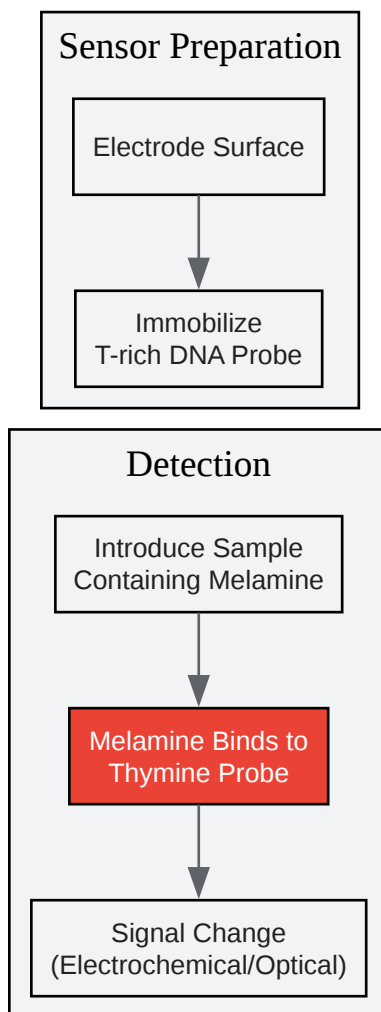 Sensor Preparation
Electrode Surface
Immobilize
T-rich DNA Probe
Detection
Introduce Sample
Containing Melamine
Melamine Binds to
Thymine Probe
Signal Change
(Electrochemical/Optical)